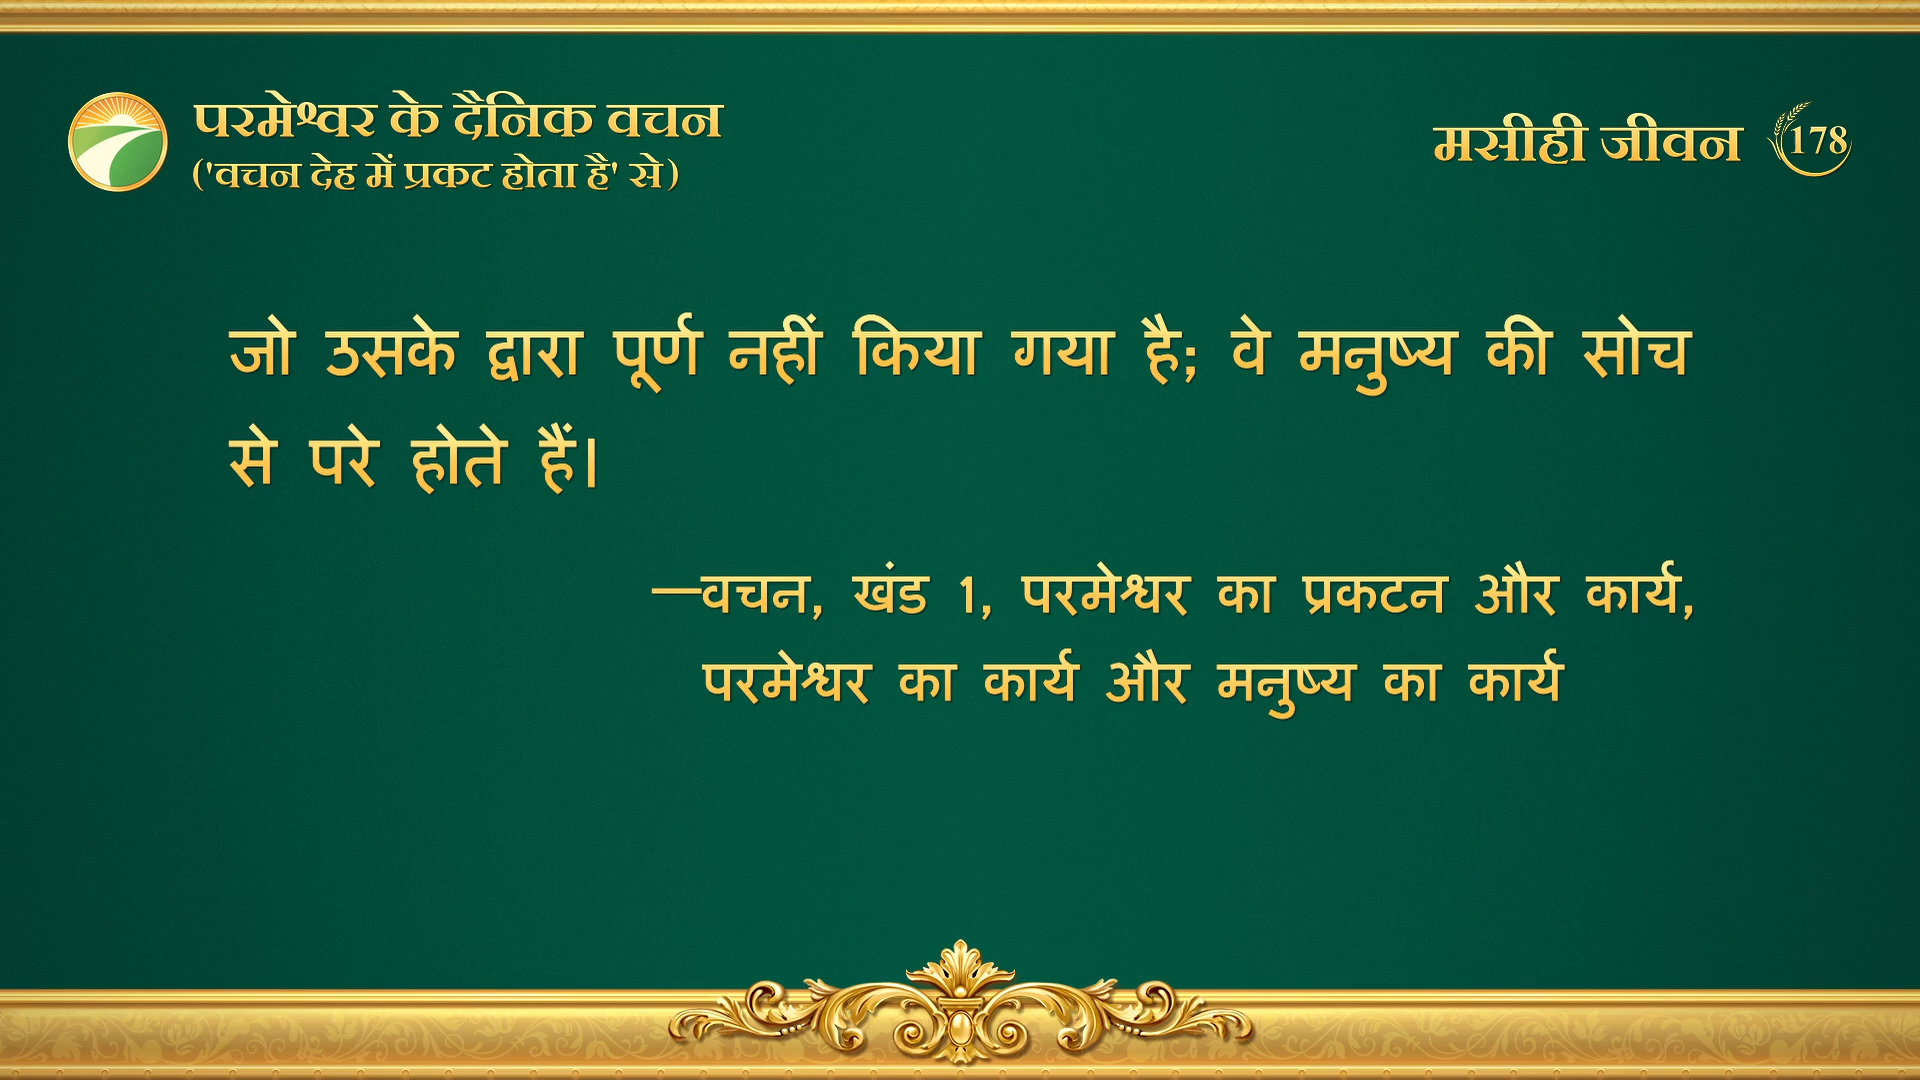 परमेश्वर के दैनिक वचन
('वचन देह में प्रकट होता है' से)
मसीही जीवन 178
जो उसके द्वारा पूर्ण नहीं किया गया है; वे मनुष्य की सोच
से परे होते हैं।
—वचन, खंड 1, परमेश्वर का प्रकटन और कार्य,
परमेश्वर का कार्य और मनुष्य का कार्य